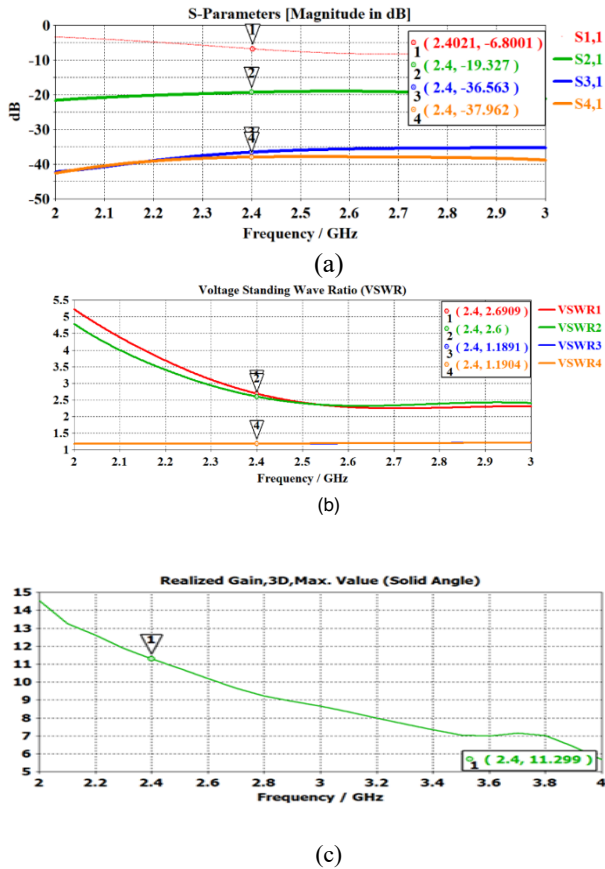 S-Parameters [Magnitude in dB]
0
-10
-20
-30
-40
-50
dB
1
2
3
4
1 ( 2.4021, -6.8001 )
2 ( 2.4, -19.327 )
3 ( 2.4, -36.563 )
4 ( 2.4, -37.962 )
S1,1
S2,1
S3,1
S4,1
2 2.1 2.2 2.3 2.4 2.5 2.6 2.7 2.8 2.9 3
Frequency / GHz
(a)
Voltage Standing Wave Ratio (VSWR)
5.5
5
4.5
4
3.5
3
2.5
2
1.5
1
2
4
1 ( 2.4, 2.6909 )
2 ( 2.4, 2.6 )
3 ( 2.4, 1.1891 )
4 ( 2.4, 1.1904 )
VSWR1
VSWR2
VSWR3
VSWR4
2 2.1 2.2 2.3 2.4 2.5 2.6 2.7 2.8 2.9 3
Frequency / GHz
(b)
Realized Gain,3D,Max. Value (Solid Angle)
15
14
13
12
11
10
9
8
7
6
5
1
1 ( 2.4, 11.299 )
2 2.2 2.4 2.6 2.8 3 3.2 3.4 3.6 3.8 4
Frequency / GHz
(c)